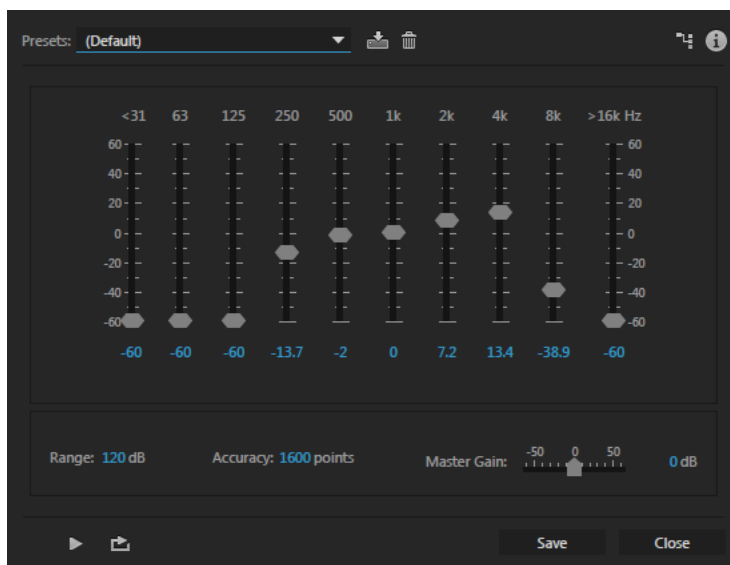 Presets: (Default)
<31 63 125 250 500 1k 2k 4k 8k >16k Hz
60 60
40 40
20 20
0 0
-20 -20
-40 -40
-60 -60
-60 -60 -60 -13.7 -2 0 7.2 13.4 -38.9 -60
-50 0 50
Range: 120 dB Accuracy: 1600 points Master Gain: 0 dB
Save Close